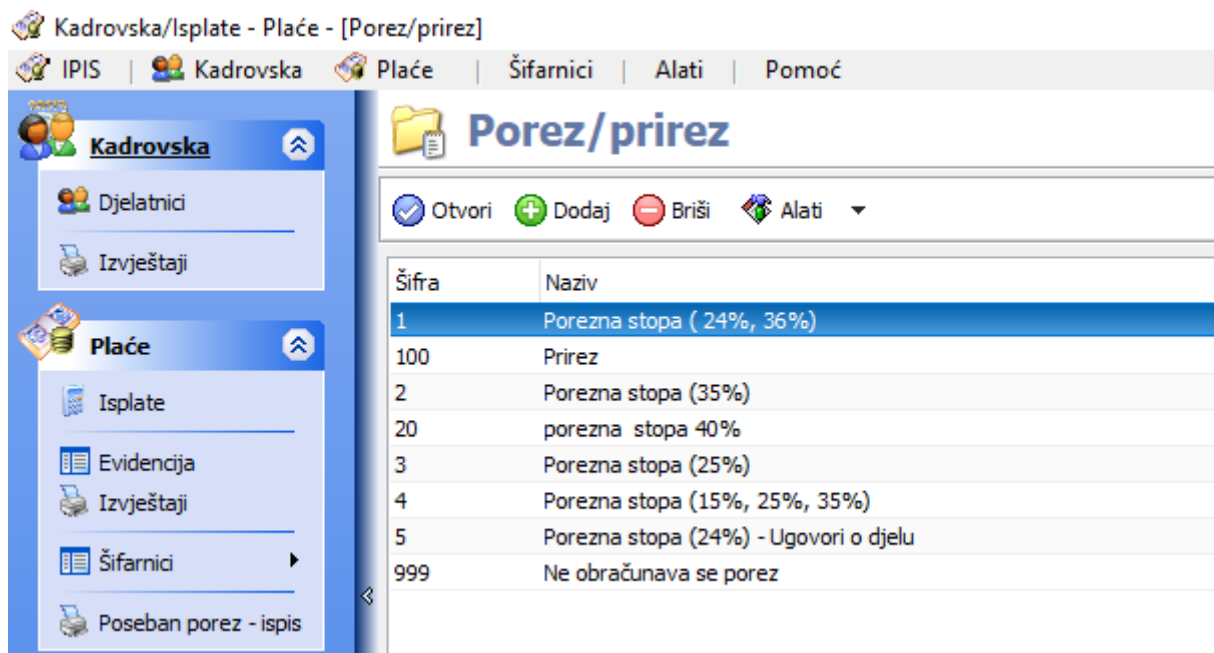 Kadrovska/Isplate - Plaće - [Porez/prirez]
IPIS | Kadrovska Plaće | Šifarnici | Alati | Pomoć
Kadrovska
Djelatnici
Izvještaji
Plaće
Isplate
Evidencija
Izvještaji
Šifarnici
Poseban porez - ispis
Porez/prirez
Otvori Dodaj Briši Alati
Šifra Naziv
1 Porezna stopa ( 24%, 36%)
100 Prirez
2 Porezna stopa (35%)
20 porezna stopa 40%
3 Porezna stopa (25%)
4 Porezna stopa (15%, 25%, 35%)
5 Porezna stopa (24%) - Ugovori o djelu
999 Ne obračunava se porez